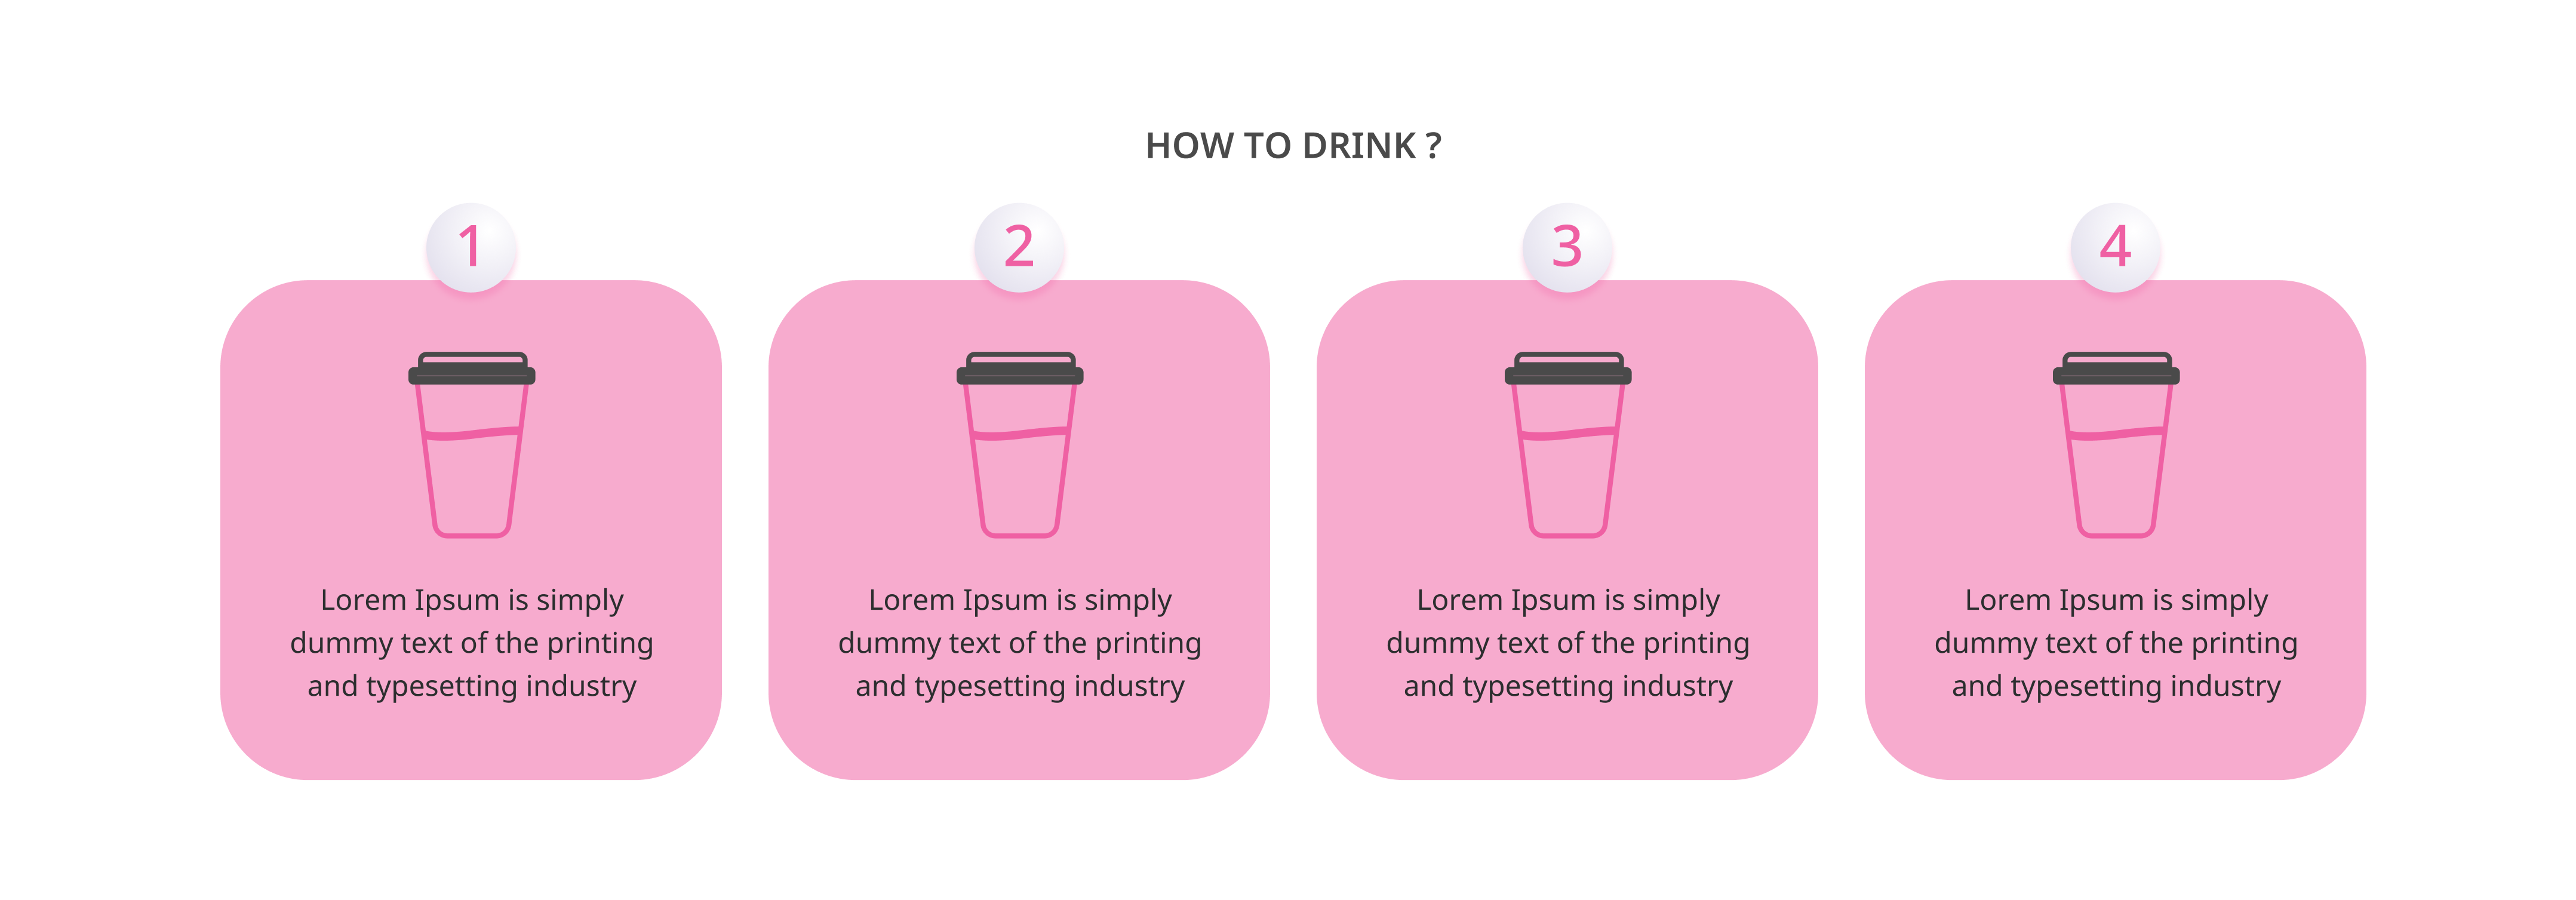 HOW TO DRINK ?
1
Lorem Ipsum is simply
dummy text of the printing
and typesetting industry
2
Lorem Ipsum is simply
dummy text of the printing
and typesetting industry
3
Lorem Ipsum is simply
dummy text of the printing
and typesetting industry
4
Lorem Ipsum is simply
dummy text of the printing
and typesetting industry